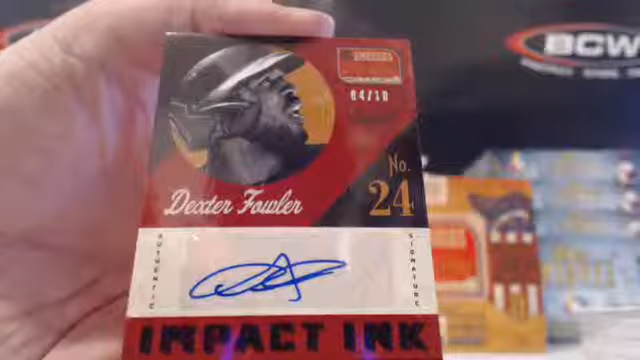 BCW
04/10
Dexter Fowler
No.
24
AUTHENTIC
SIGNATURE
IMPACT INK